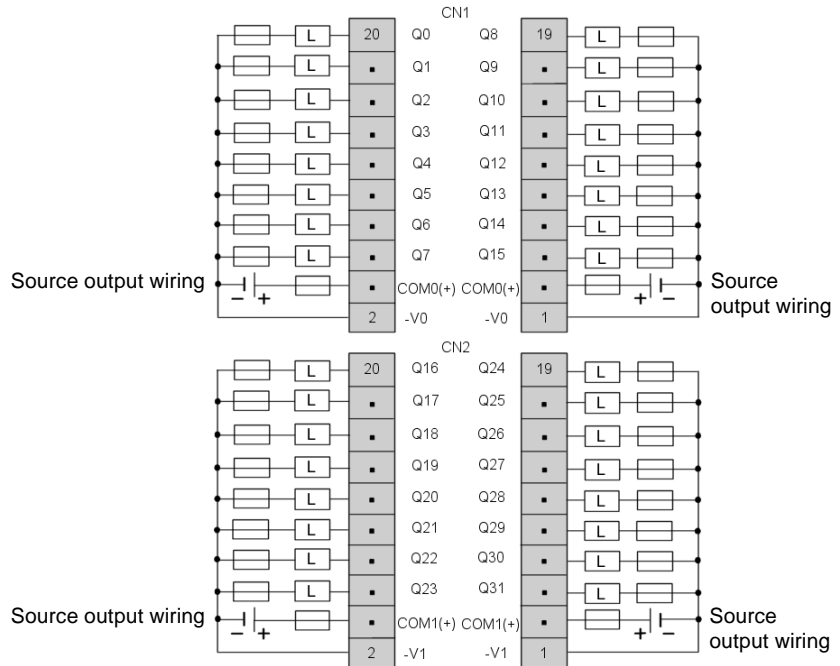 CN1
L 20 Q0 Q8 19 L
L Q1 Q9 L
L Q2 Q10 L
L Q3 Q11 L
L Q4 Q12 L
L Q5 Q13 L
L Q6 Q14 L
L Q7 Q15 L
Source output wiring − + COM0(+) COM0(+) + − Source
output wiring
2 -V0 -V0 1
CN2
L 20 Q16 Q24 19 L
L Q17 Q25 L
L Q18 Q26 L
L Q19 Q27 L
L Q20 Q28 L
L Q21 Q29 L
L Q22 Q30 L
L Q23 Q31 L
Source output wiring − + COM1(+) COM1(+) + − Source
output wiring
2 -V1 -V1 1